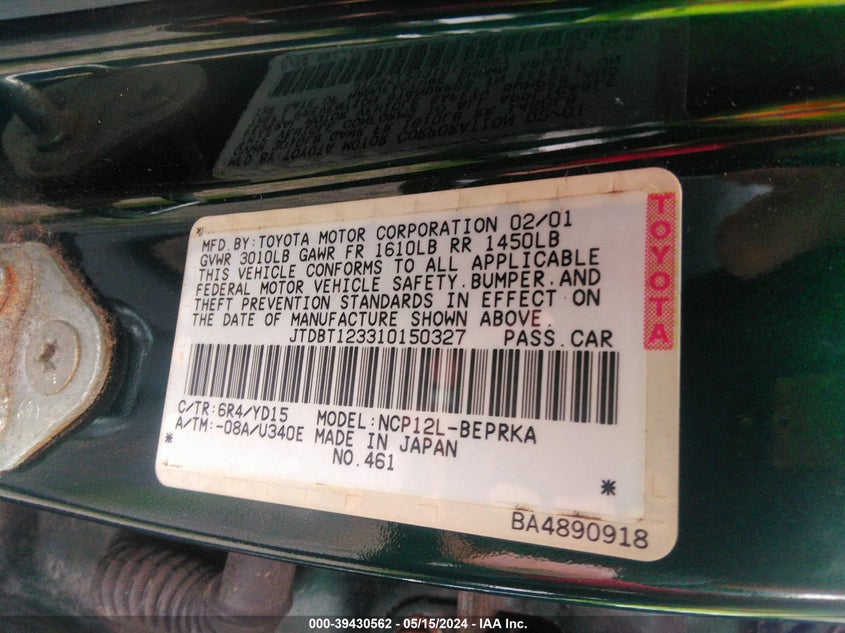 MFD.BY:TOYOTA MOTOR CORPORATION 02/01
GVWR 3010LB GAWR FR 1610LB RR 1450LB
THIS VEHICLE CONFORMS TO ALL APPLICABLE
FEDERAL MOTOR VEHICLE SAFETY.BUMPER.AND
THEFT PREVENTION STANDARDS IN EFFECT ON
THE DATE OF MANUFACTURE SHOWN ABOVE.
JTDBT123310150327 PASS.CAR
C/TR:6R4/YD15 MODEL:NCP12L-BEPRKA
A/TM:-08A/U340E MADE IN JAPAN
* NO.461 *
TOYOTA
BA4890918
000-39430562 - 05/15/2024 - IAA Inc.